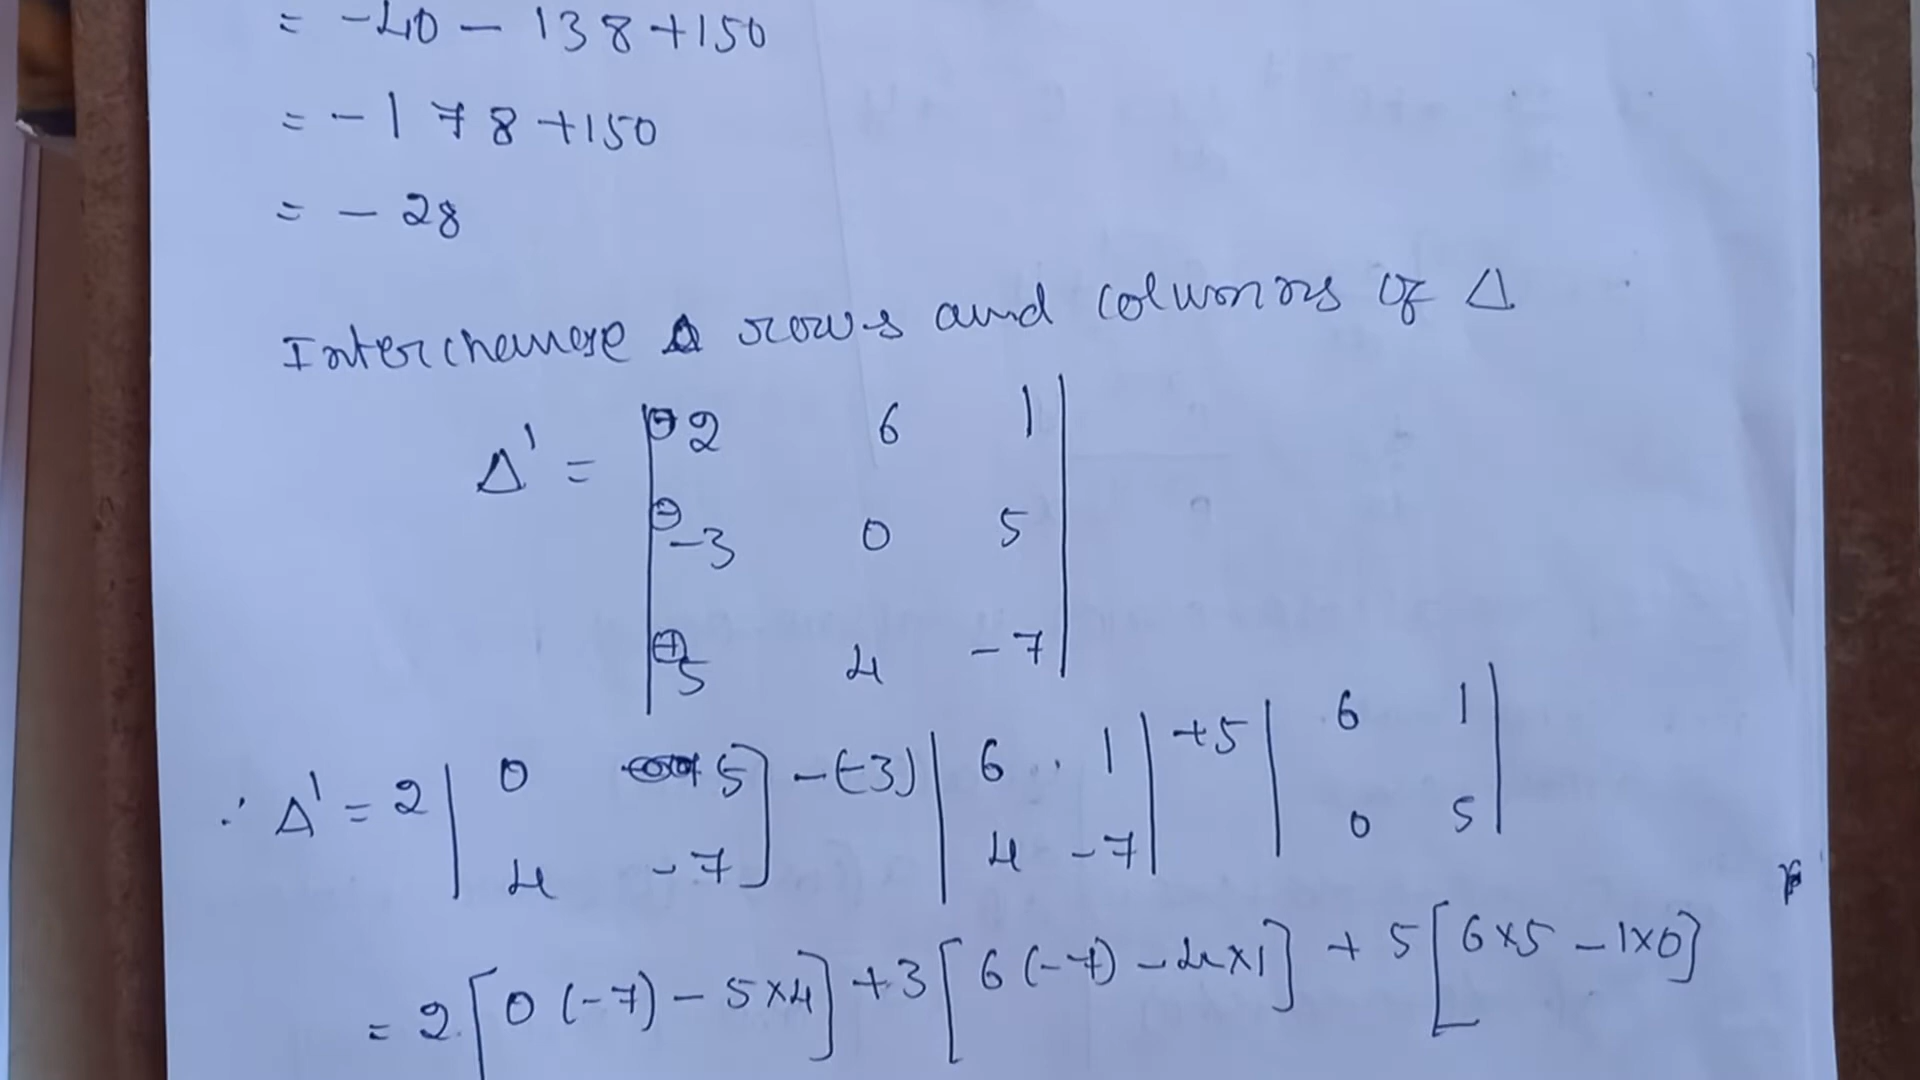 = -40 - 138 +150
= -178 +150
= - 28
Interchange rows and columns of Δ
Δ' = | 2 6 1 |
| -3 0 5 |
| 5 4 -7 |
∴ Δ' = 2 | 0 5 ] -(-3) | 6 1 | +5 | 6 1 |
| 4 -7 ] | 4 -7 | | 0 5 |
= 2 [ 0 (-7) - 5×4 ] +3 [ 6 (-7) - 4×1 ] + 5 [ 6×5 - 1×0 ]